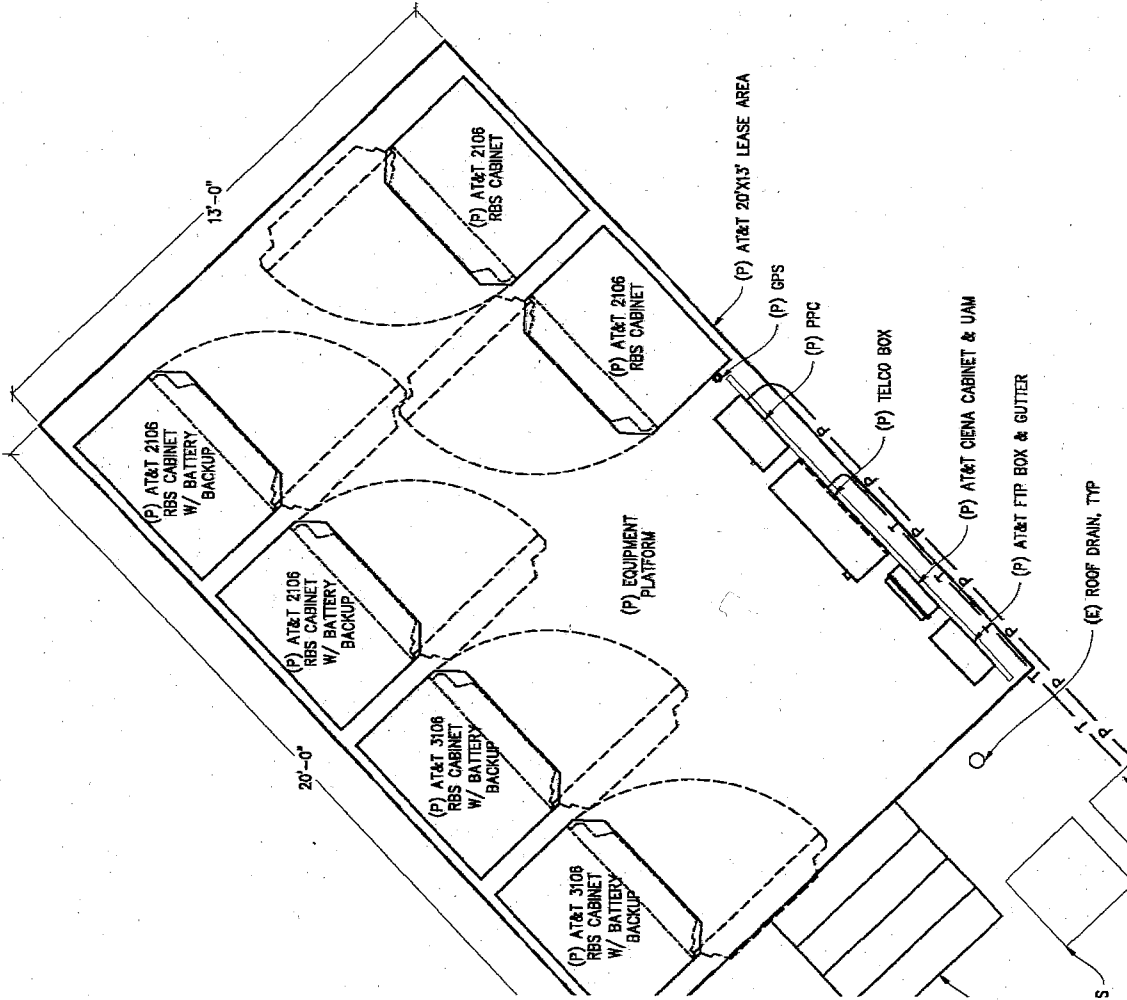 13'-0"
(P) AT&T 2106
RBS CABINET
(P) AT&T 2106
RBS CABINET
(P) AT&T 20'X13' LEASE AREA
(P) GPS
(P) PPC
(P) TELCO BOX
(P) AT&T CIENA CABINET & UAM
(P) AT&T FTP BOX & GUTTER
(E) ROOF DRAIN, TYP
(P) AT&T 2106
RBS CABINET
W/ BATTERY
BACKUP
(P) AT&T 2106
RBS CABINET
W/ BATTERY
BACKUP
(P) EQUIPMENT
PLATFORM
(P) AT&T 3106
RBS CABINET
W/ BATTERY
BACKUP
(P) AT&T 3106
RBS CABINET
W/ BATTERY
BACKUP
20'-0"
P
P
T
P
T
P
P
T
P
T
P
S